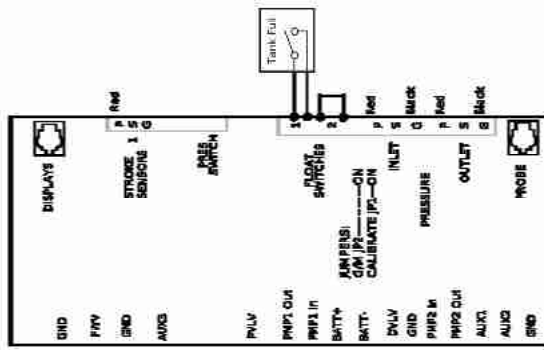 Tank Full
Red
P
S
G
1
DISPLAYS
STROKE
SENSORS
PRES
SWITCH
1
2
FLOAT
SWITCHES
Red
P
S
Black
G
INLET
PRESSURE
Red
P
S
Black
G
OUTLET
PROBE
JUMPERS:
G/M JP2---------ON
CALIBRATE JP1---ON
GND
GND
AUX3
PVLV
PMP1 Out
PMP1 In
BATT+
BATT-
DVLV
GND
PMP2 In
PMP2 Out
AUX1
AUX2
GND